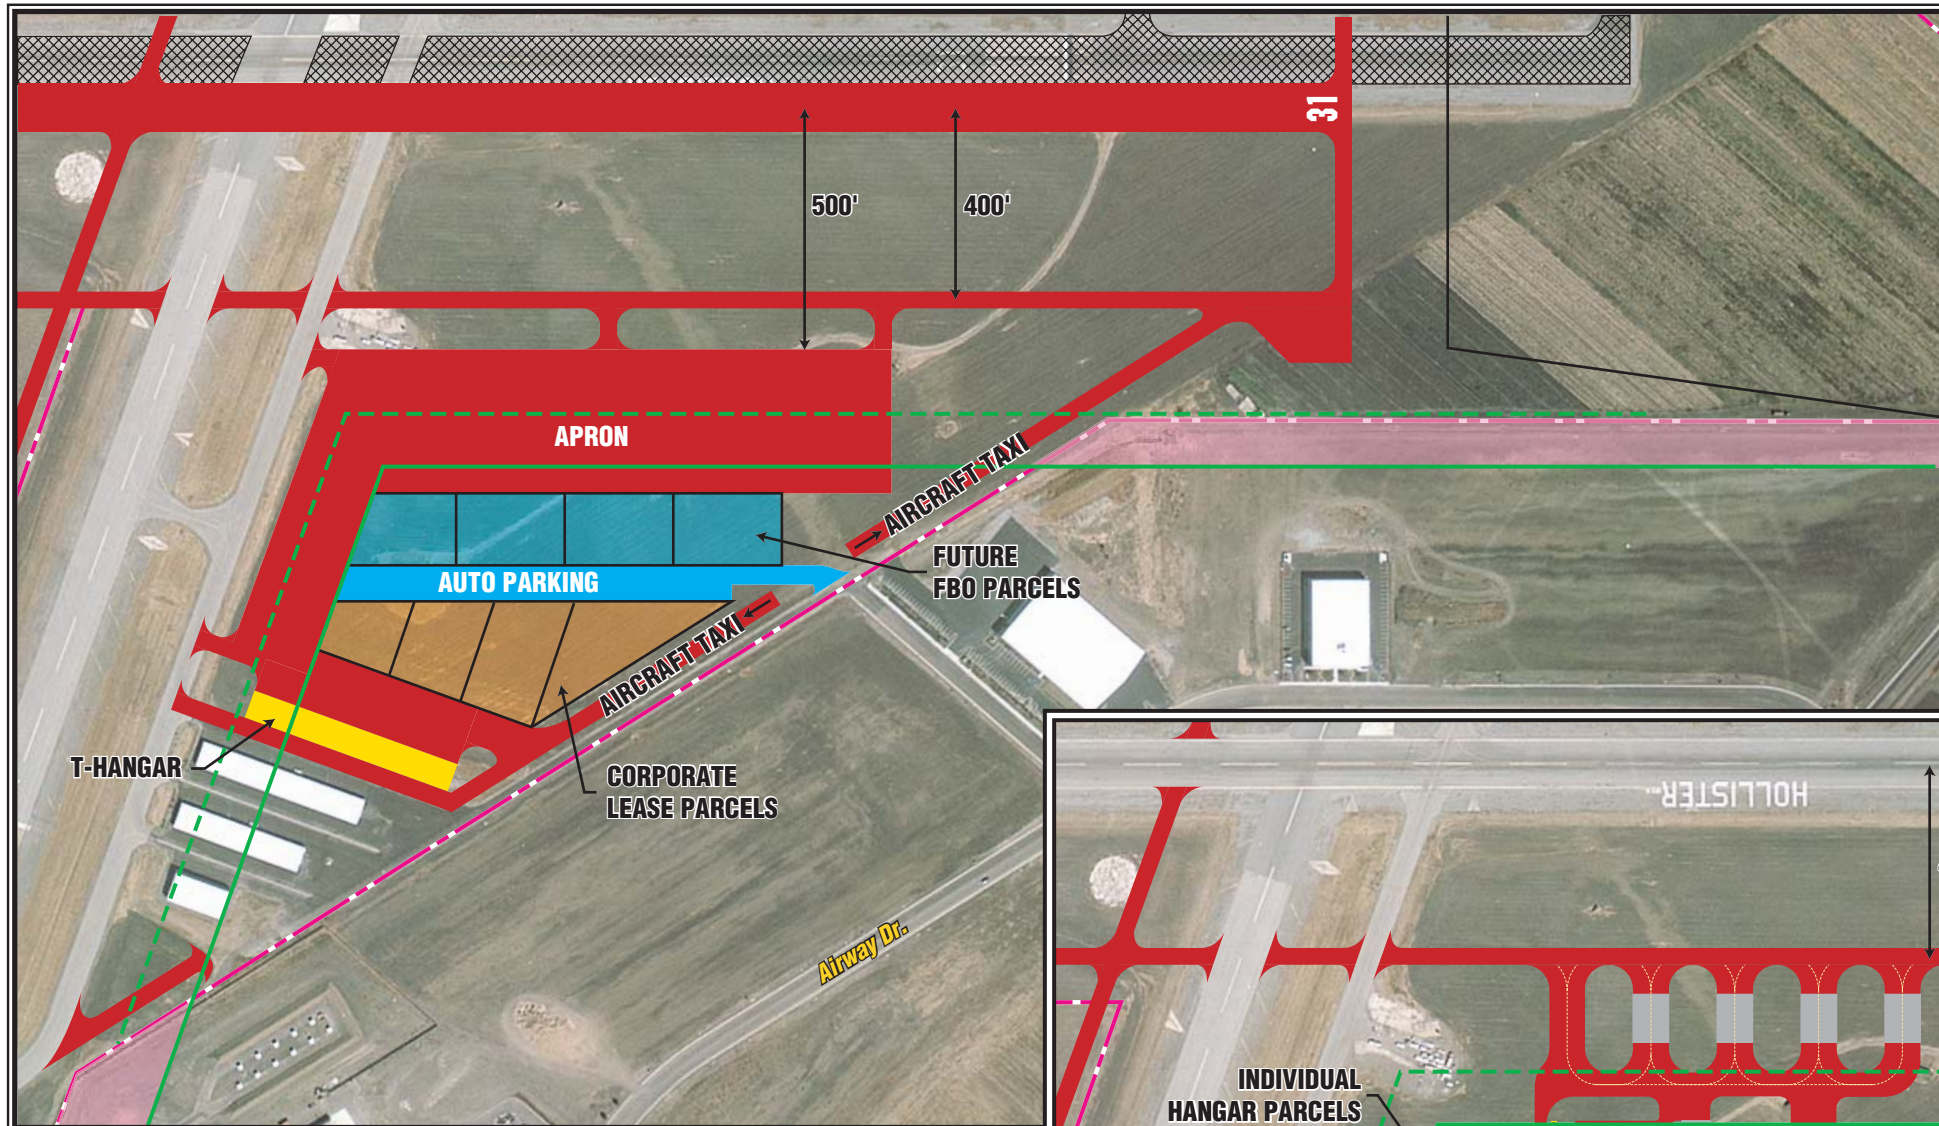 31
500'
400'
APRON
AIRCRAFT TAXI
FUTURE
FBO PARCELS
AUTO PARKING
AIRCRAFT TAXI
T-HANGAR
CORPORATE
LEASE PARCELS
Airway Dr.
HOLLISTER
INDIVIDUAL
HANGAR PARCELS